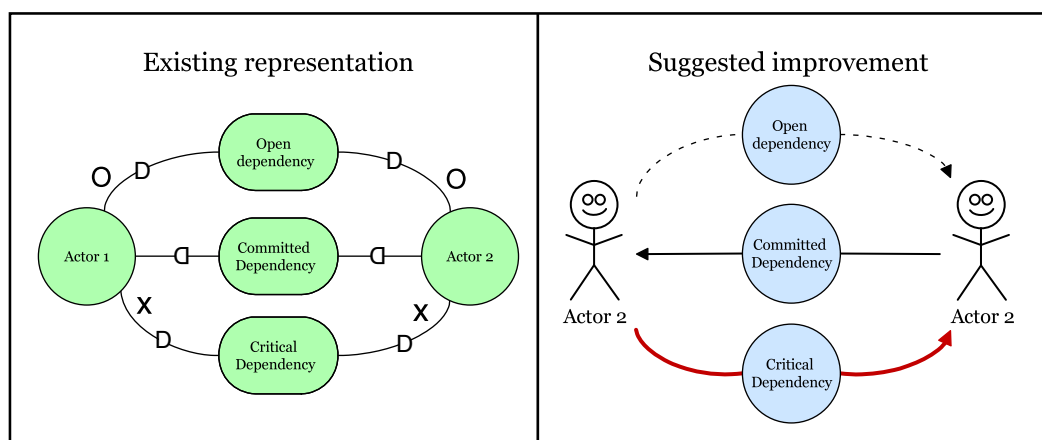 Existing representation
Open
dependency
D
D
O
O
Actor 1
D
Committed
Dependency
D
Actor 2
X
X
D
D
Critical
Dependency
Suggested improvement
Open
dependency
Committed
Dependency
Actor 2
Actor 2
Critical
Dependency